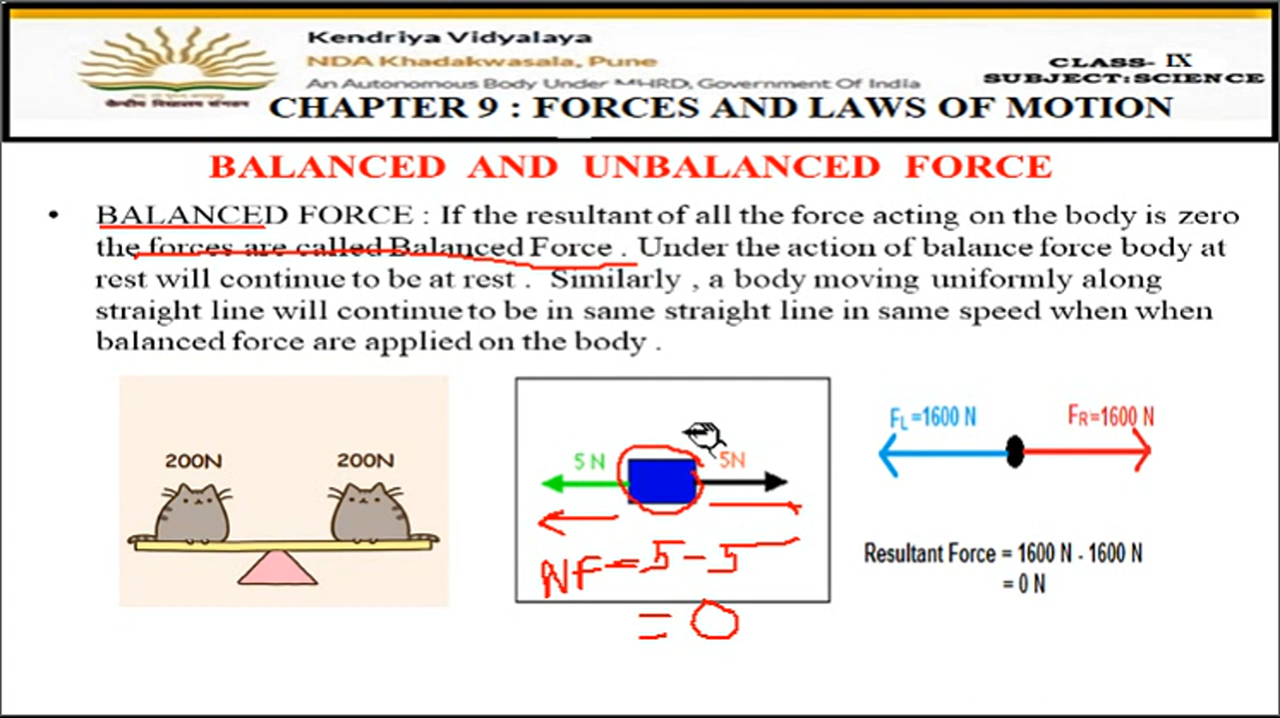 Kendriya Vidyalaya
NDA Khadakwasala, Pune
An Autonomous Body Under MHRD, Government Of India
CLASS- IX
SUBJECT:SCIENCE
केन्द्रीय विद्यालय संगठन
CHAPTER 9 : FORCES AND LAWS OF MOTION
BALANCED AND UNBALANCED FORCE
• BALANCED FORCE : If the resultant of all the force acting on the body is zero
the forces are called Balanced Force . Under the action of balance force body at
rest will continue to be at rest . Similarly , a body moving uniformly along
straight line will continue to be in same straight line in same speed when when
balanced force are applied on the body .
200N 200N
5 N 5N
NF = 5 - 5
= 0
FL =1600 N FR=1600 N
Resultant Force = 1600 N - 1600 N
= 0 N